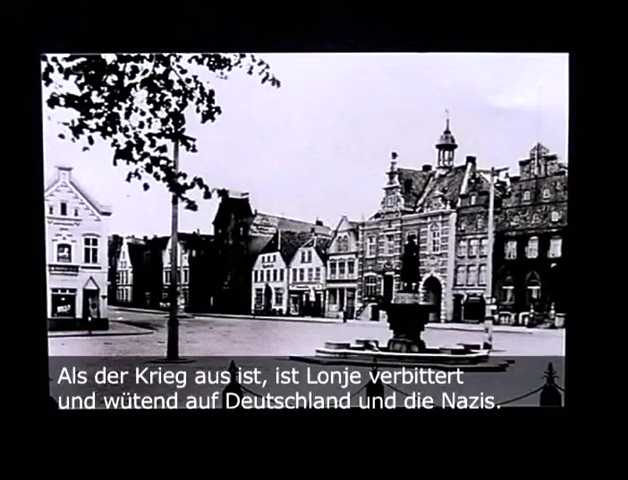 Als der Krieg aus ist, ist Lonje verbittert
und wütend auf Deutschland und die Nazis.